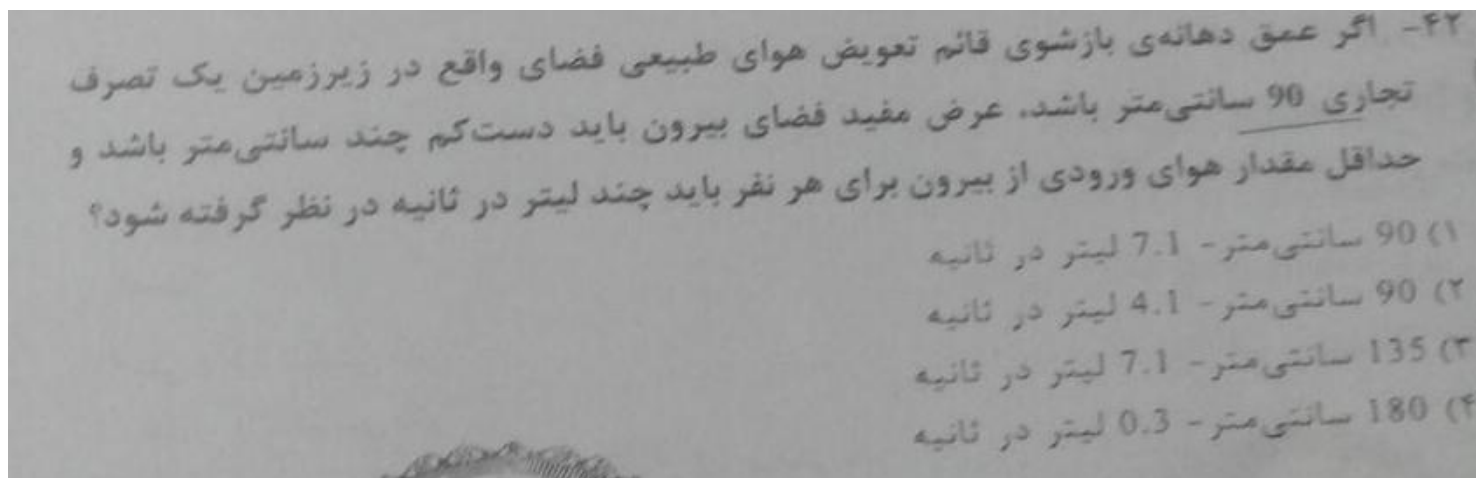 ۴۲- اگر عمق دهانه‌ی بازشوی قائم تعویض هوای طبیعی فضای واقع در زیرزمین یک تصرف
تجاری 90 سانتی‌متر باشد. عرض مفید فضای بیرون باید دست‌کم چند سانتی‌متر باشد و
حداقل مقدار هوای ورودی از بیرون برای هر نفر باید چند لیتر در ثانیه در نظر گرفته شود؟
۱) 90 سانتی‌متر - 7.1 لیتر در ثانیه
۲) 90 سانتی‌متر - 4.1 لیتر در ثانیه
۳) 135 سانتی‌متر - 7.1 لیتر در ثانیه
۴) 180 سانتی‌متر - 0.3 لیتر در ثانیه